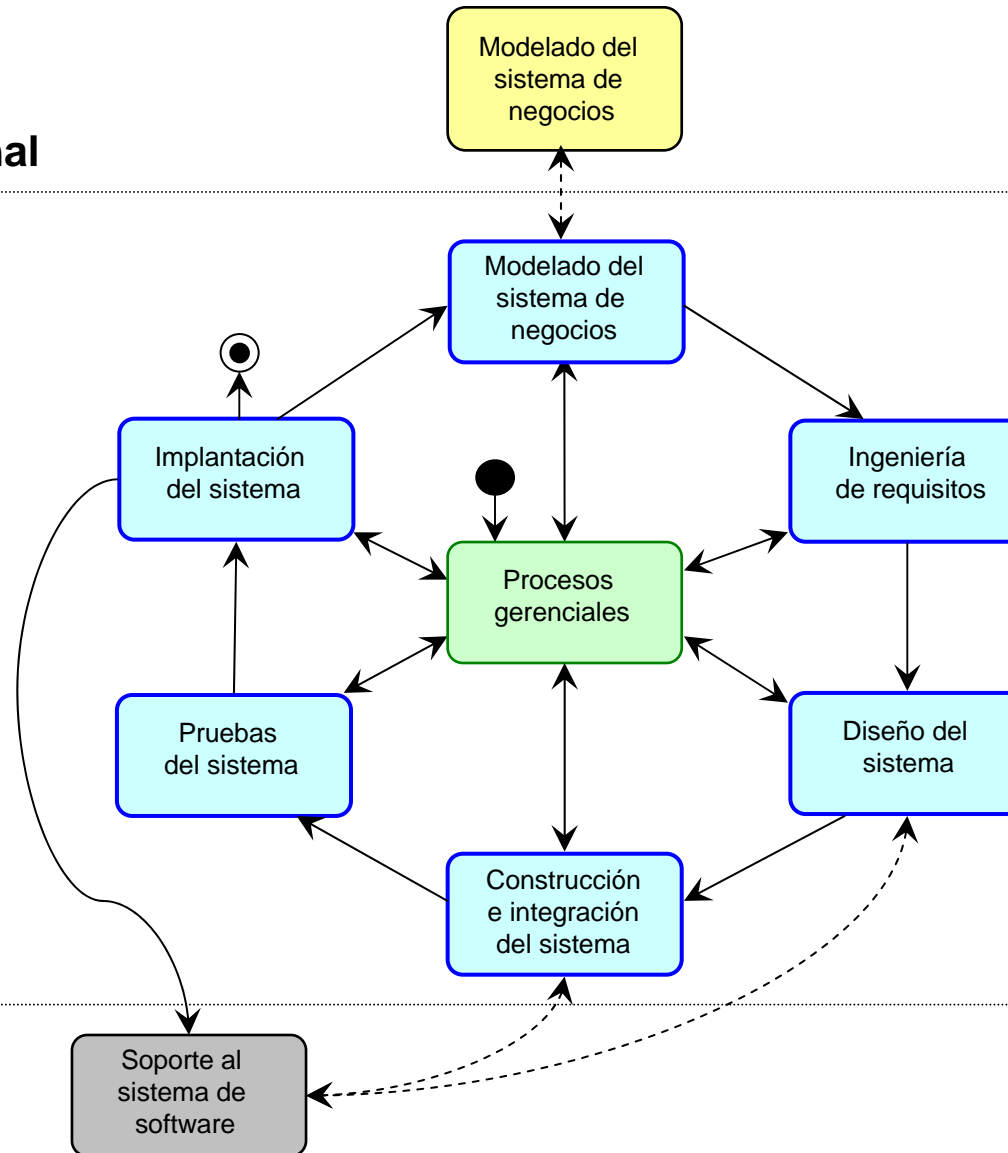 Modelado del
sistema de
negocios
nal
Modelado del
sistema de
negocios
Implantación
del sistema
Ingeniería
de requisitos
Procesos
gerenciales
Pruebas
del sistema
Diseño del
sistema
Construcción
e integración
del sistema
Soporte al
sistema de
software